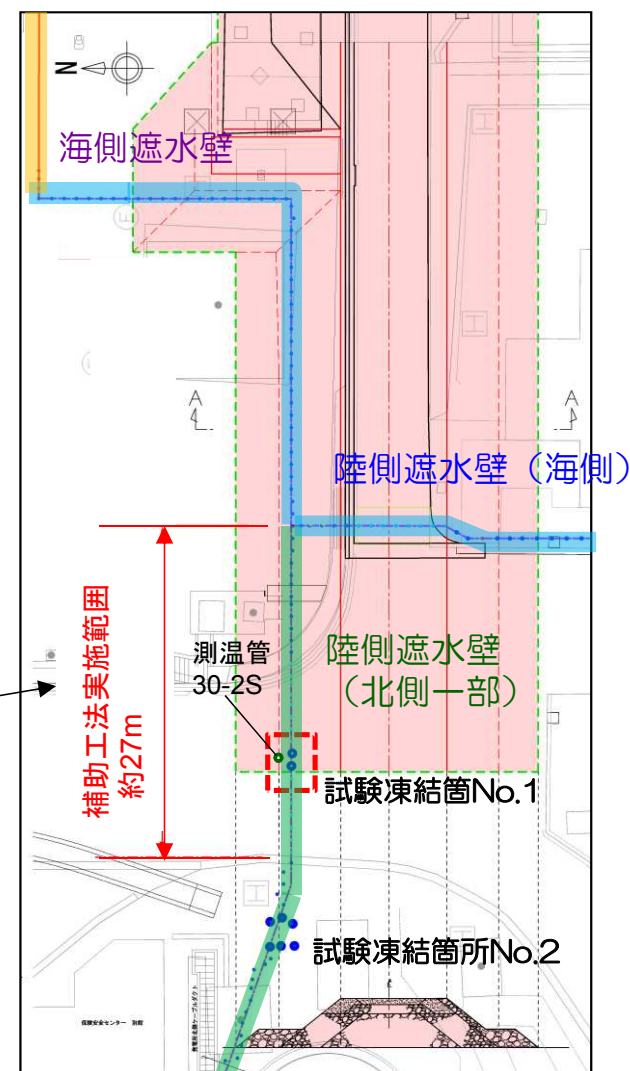 N
海側遮水壁
A
A
陸側遮水壁（海側）
補助工法実施範囲
約27m
測温管
30-2S
陸側遮水壁
（北側一部）
試験凍結箇No.1
試験凍結箇所No.2